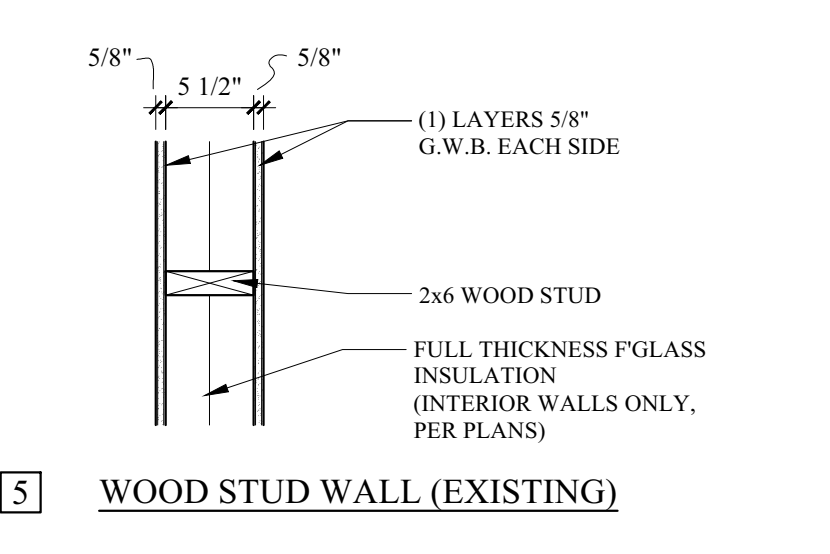 5/8"
5/8"
5 1/2"
(1) LAYERS 5/8"
G.W.B. EACH SIDE
2x6 WOOD STUD
FULL THICKNESS F'GLASS
INSULATION
(INTERIOR WALLS ONLY,
PER PLANS)
5 WOOD STUD WALL (EXISTING)